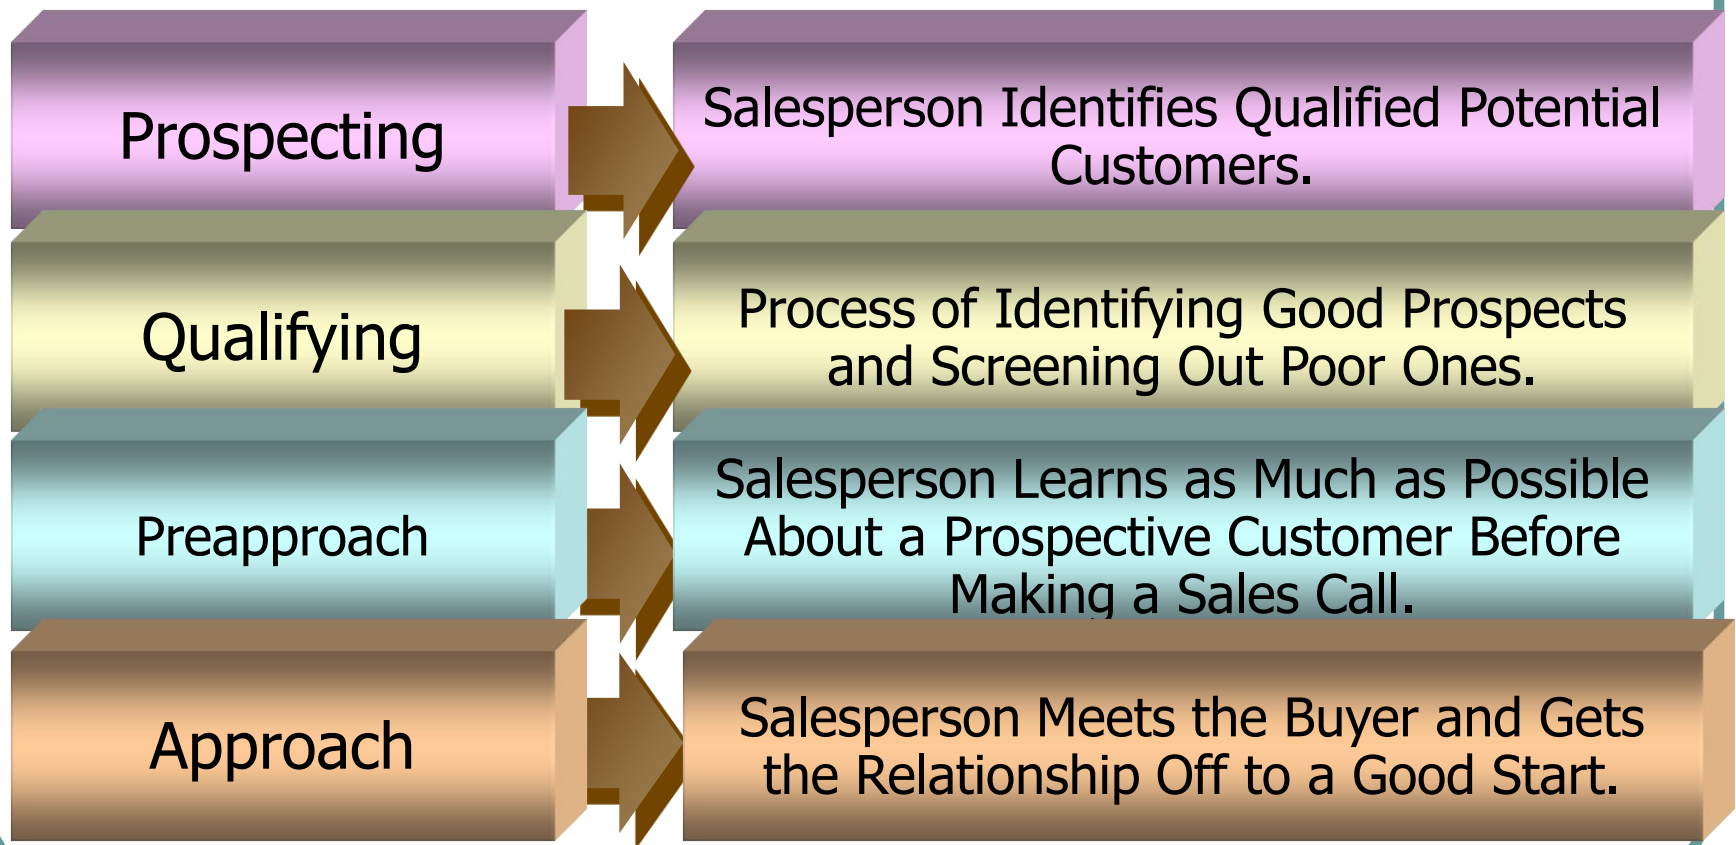 Prospecting
Salesperson Identifies Qualified Potential
Customers.
Qualifying
Process of Identifying Good Prospects
and Screening Out Poor Ones.
Preapproach
Salesperson Learns as Much as Possible
About a Prospective Customer Before
Making a Sales Call.
Approach
Salesperson Meets the Buyer and Gets
the Relationship Off to a Good Start.